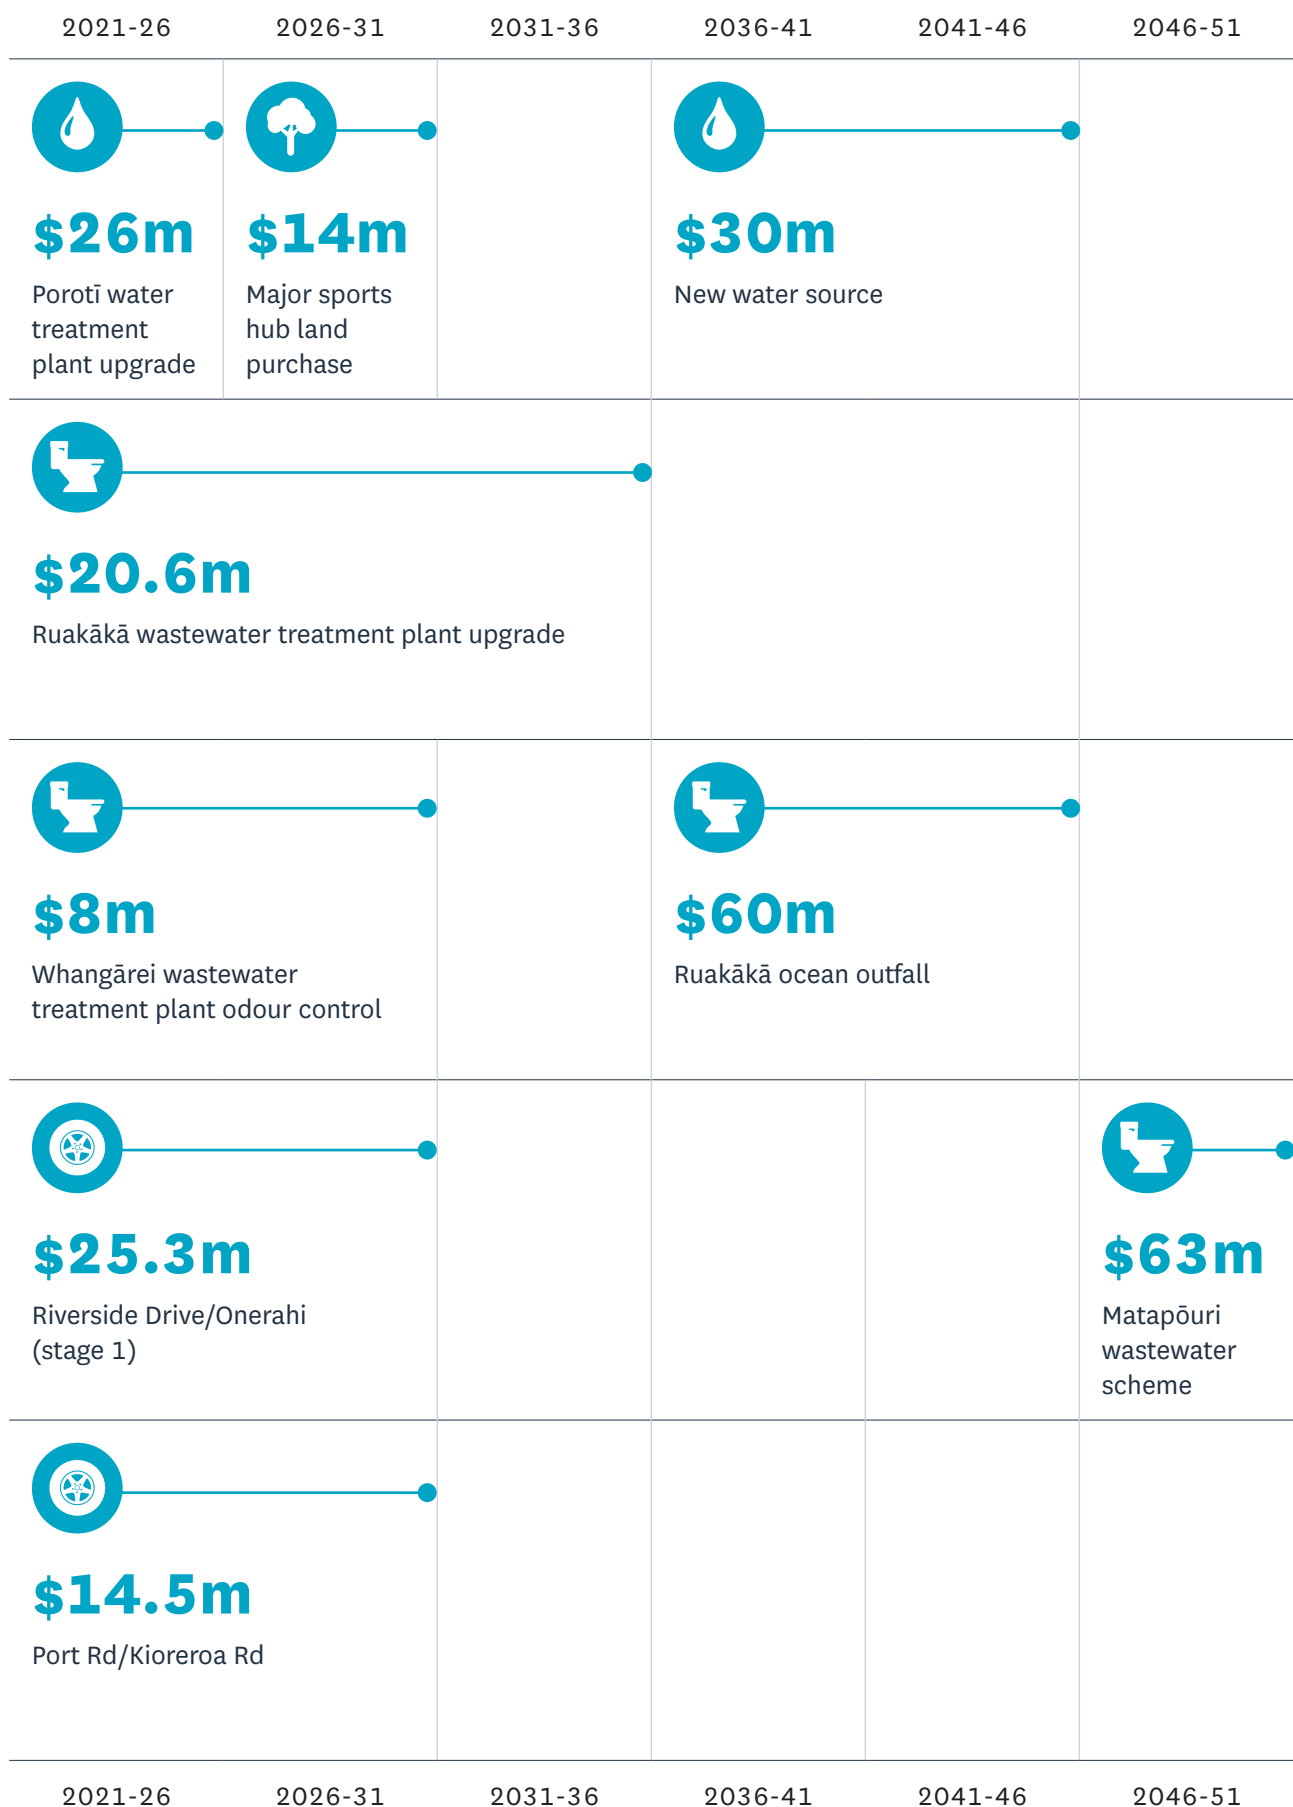 2021-26 2026-31 2031-36 2036-41 2041-46 2046-51
$26m
Porotī water
treatment
plant upgrade
$14m
Major sports
hub land
purchase
$30m
New water source
$20.6m
Ruakākā wastewater treatment plant upgrade
$8m
Whangārei wastewater
treatment plant odour control
$60m
Ruakākā ocean outfall
$25.3m
Riverside Drive/Onerahi
(stage 1)
$63m
Matapōuri
wastewater
scheme
$14.5m
Port Rd/Kioreroa Rd
2021-26 2026-31 2031-36 2036-41 2041-46 2046-51